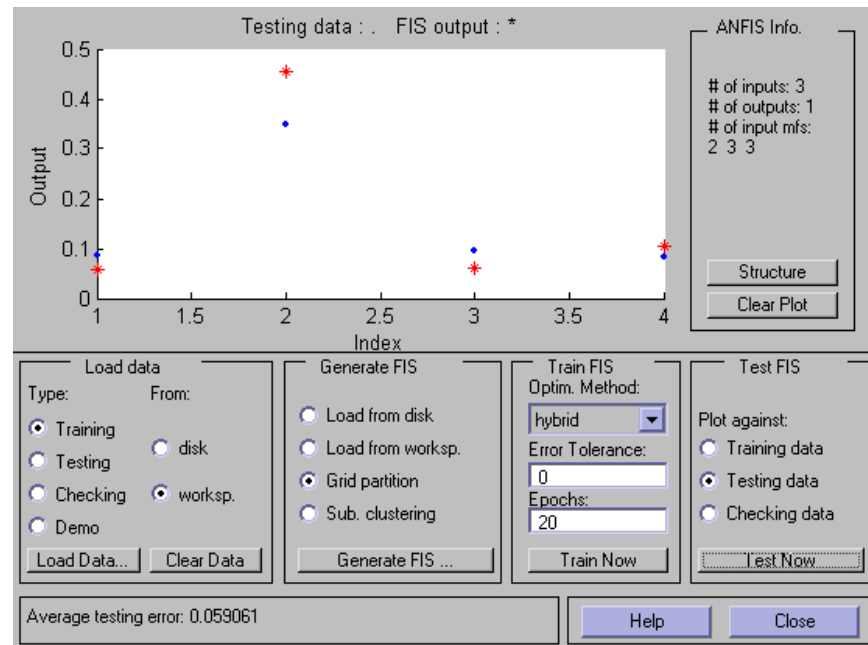 Testing data : .   FIS output : *
0.5
0.4
0.3
0.2
0.1
0
Output
1 1.5 2 2.5 3 3.5 4
Index
ANFIS Info.
# of inputs: 3
# of outputs: 1
# of input mfs:
2 3 3
Structure
Clear Plot
Load data
Type: From:
Training
Testing
Checking
Demo
disk
worksp.
Load Data... Clear Data
Generate FIS
Load from disk
Load from worksp.
Grid partition
Sub. clustering
Generate FIS ...
Train FIS
Optim. Method:
hybrid
Error Tolerance:
0
Epochs:
20
Train Now
Test FIS
Plot against:
Training data
Testing data
Checking data
Test Now
Average testing error: 0.059061
Help Close